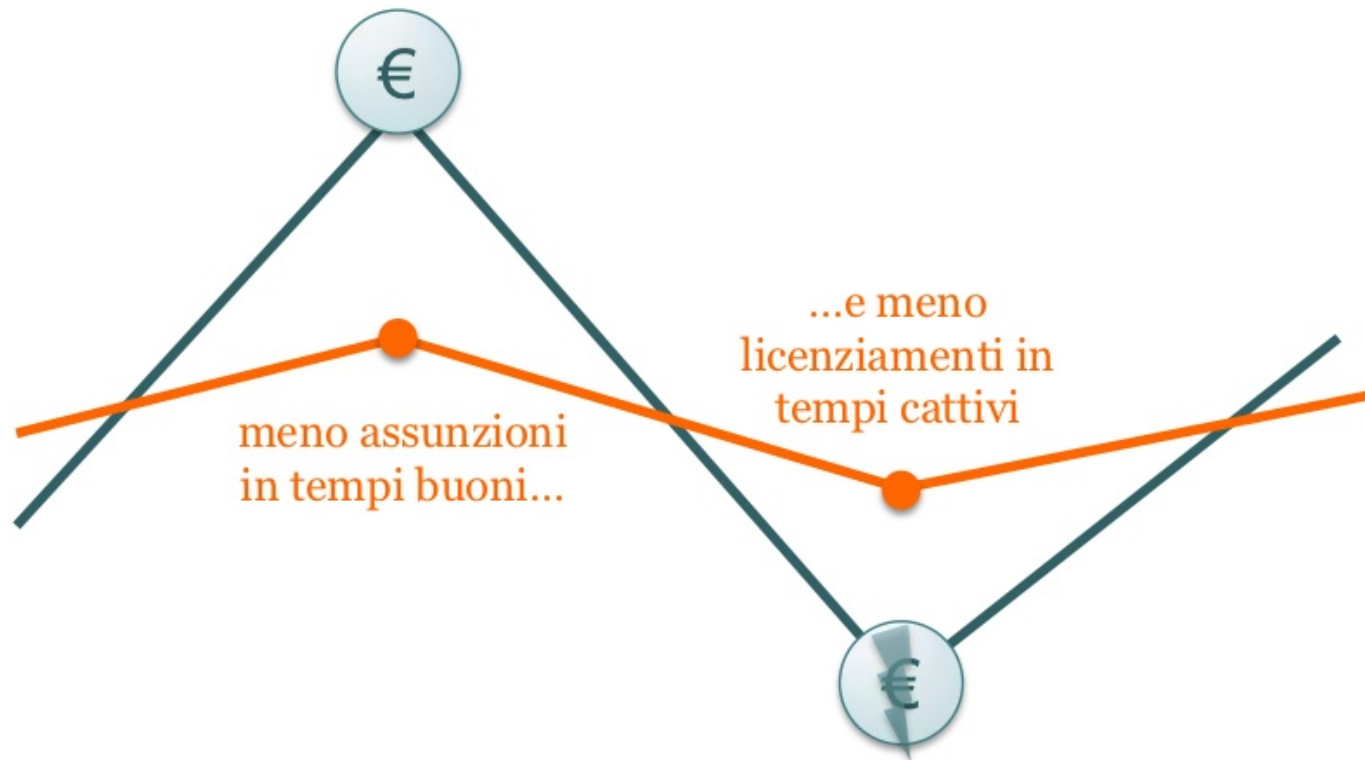 €
meno assunzioni
in tempi buoni...
...e meno
licenziamenti in
tempi cattivi
€